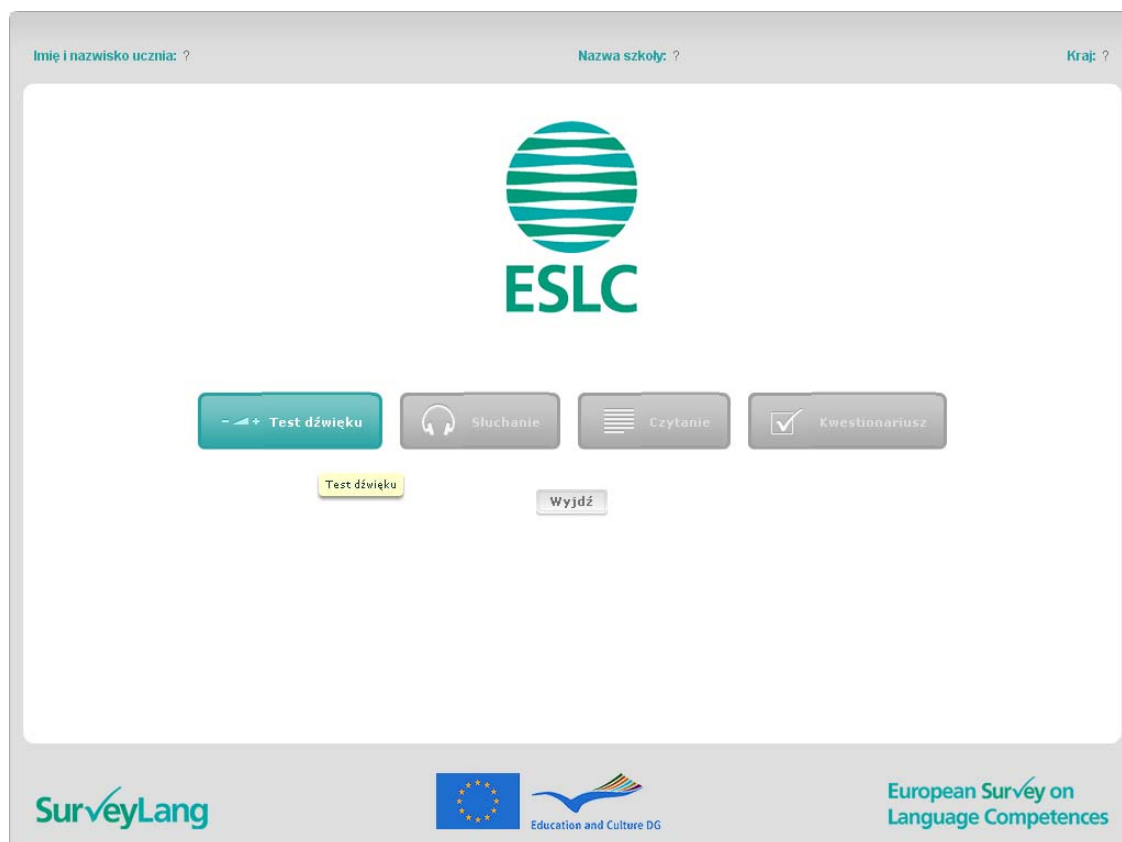 Imię i nazwisko ucznia: ? Nazwa szkoły: ? Kraj: ?
ESLC
- + Test dźwięku Słuchanie Czytanie Kwestionariusz
Test dźwięku
Wyjdź
SurveyLang
Education and Culture DG
European Survey on
Language Competences